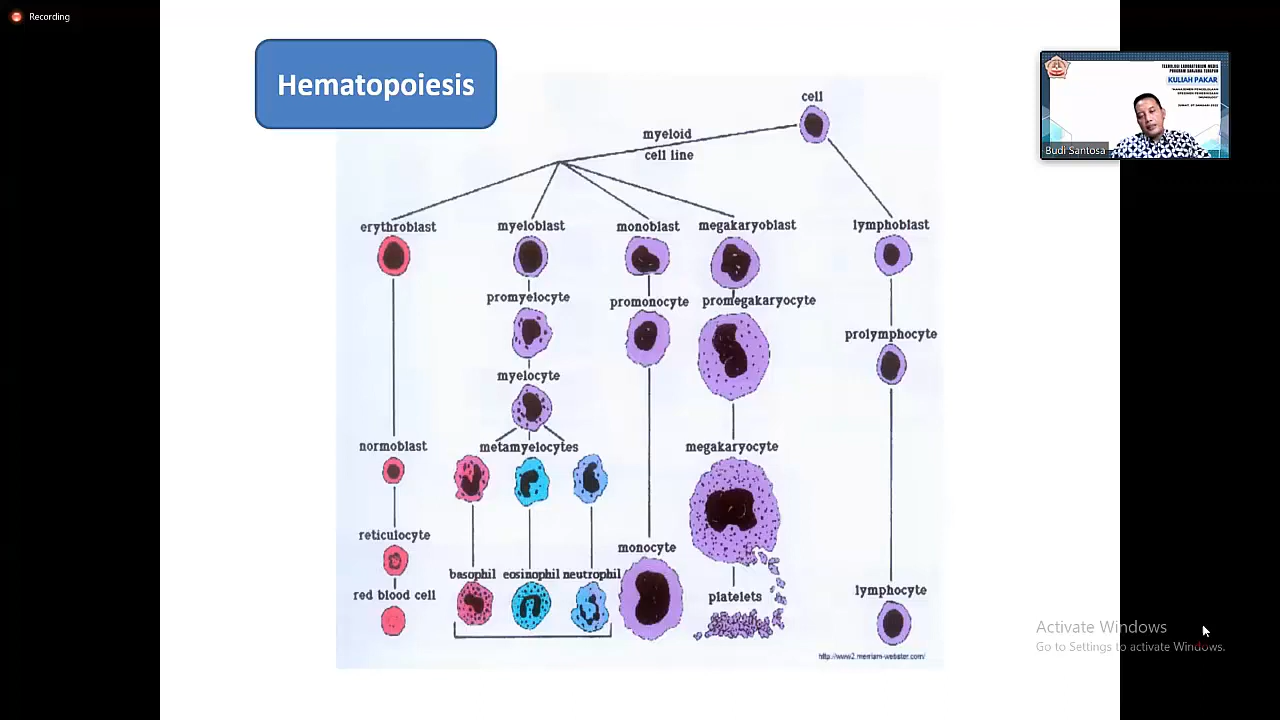 Recording
Hematopoiesis
cell
myeloid
cell line
erythroblast
myeloblast
monoblast
megakaryoblast
lymphoblast
promyelocyte
promonocyte
promegakaryocyte
prolymphocyte
myelocyte
normoblast
metamyelocytes
megakaryocyte
reticulocyte
monocyte
basophil
eosinophil
neutrophil
red blood cell
platelets
lymphocyte
http://www2.merriam-webster.com/
TEKNOLOGI LABORATORIUM MEDIS
PROGRAM SARJANA TERAPAN
KULIAH PAKAR
Budi Santosa
Activate Windows
Go to Settings to activate Windows.